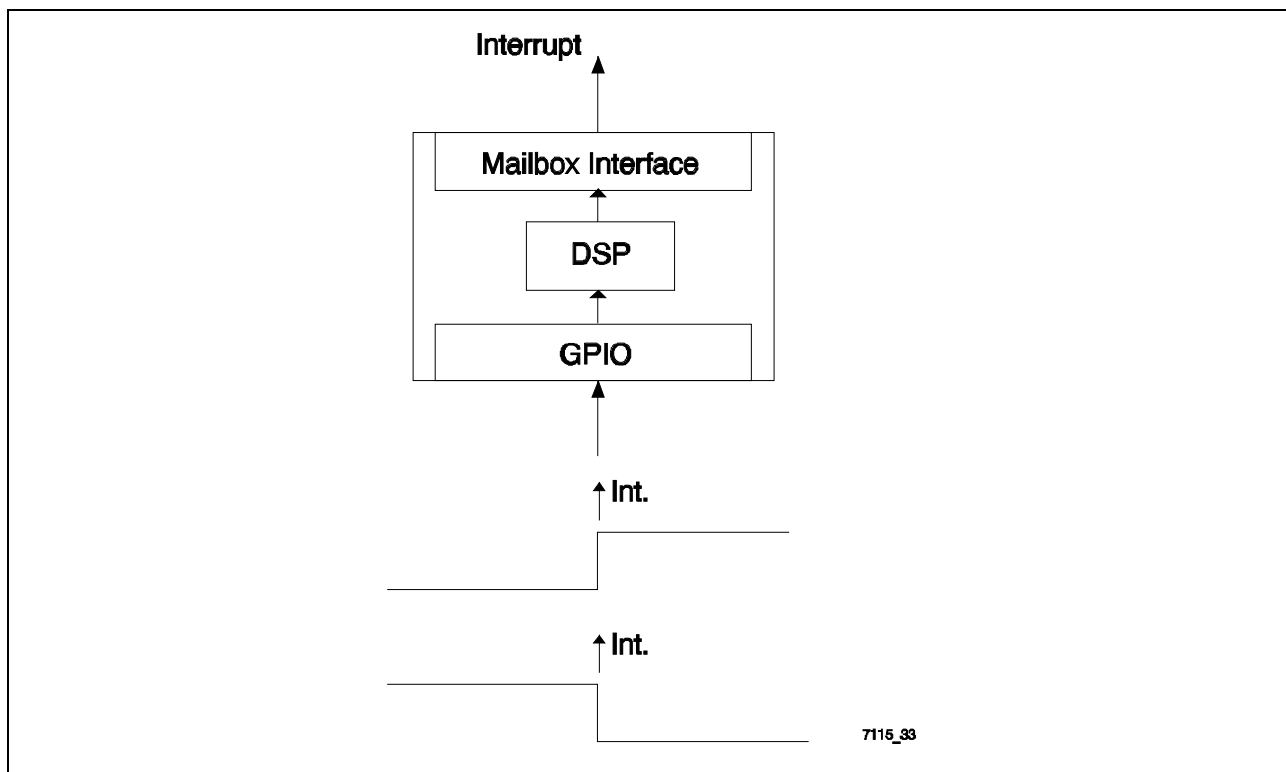 Interrupt
Mailbox Interface
DSP
GPIO
Int.
Int.
7115_33